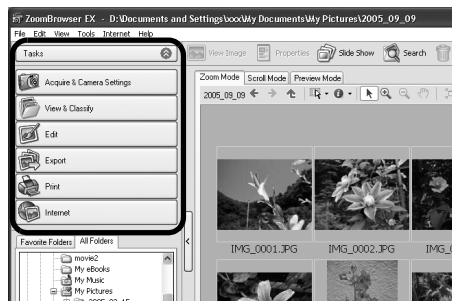 ZoomBrowser EX - D:\Documents and Settings\xxx\My Documents\My Pictures\2005_09_09
File Edit View Tools Internet Help
Tasks
View Image Properties Slide Show Search
Acquire & Camera Settings
View & Classify
Edit
Export
Print
Internet
Zoom Mode Scroll Mode Preview Mode
2005_09_09
IMG_0001.JPG IMG_0002.JPG
Favorite Folders All Folders
movie2
My eBooks
My Music
My Pictures